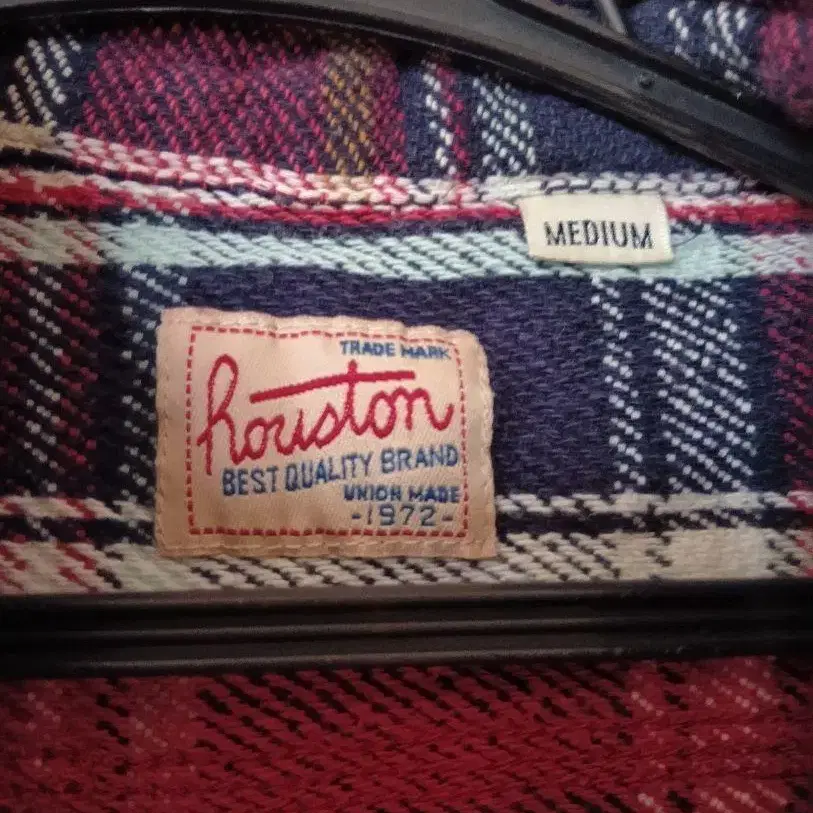 MEDIUM
TRADE MARK
houston
BEST QUALITY BRAND
UNION MADE
-1972-